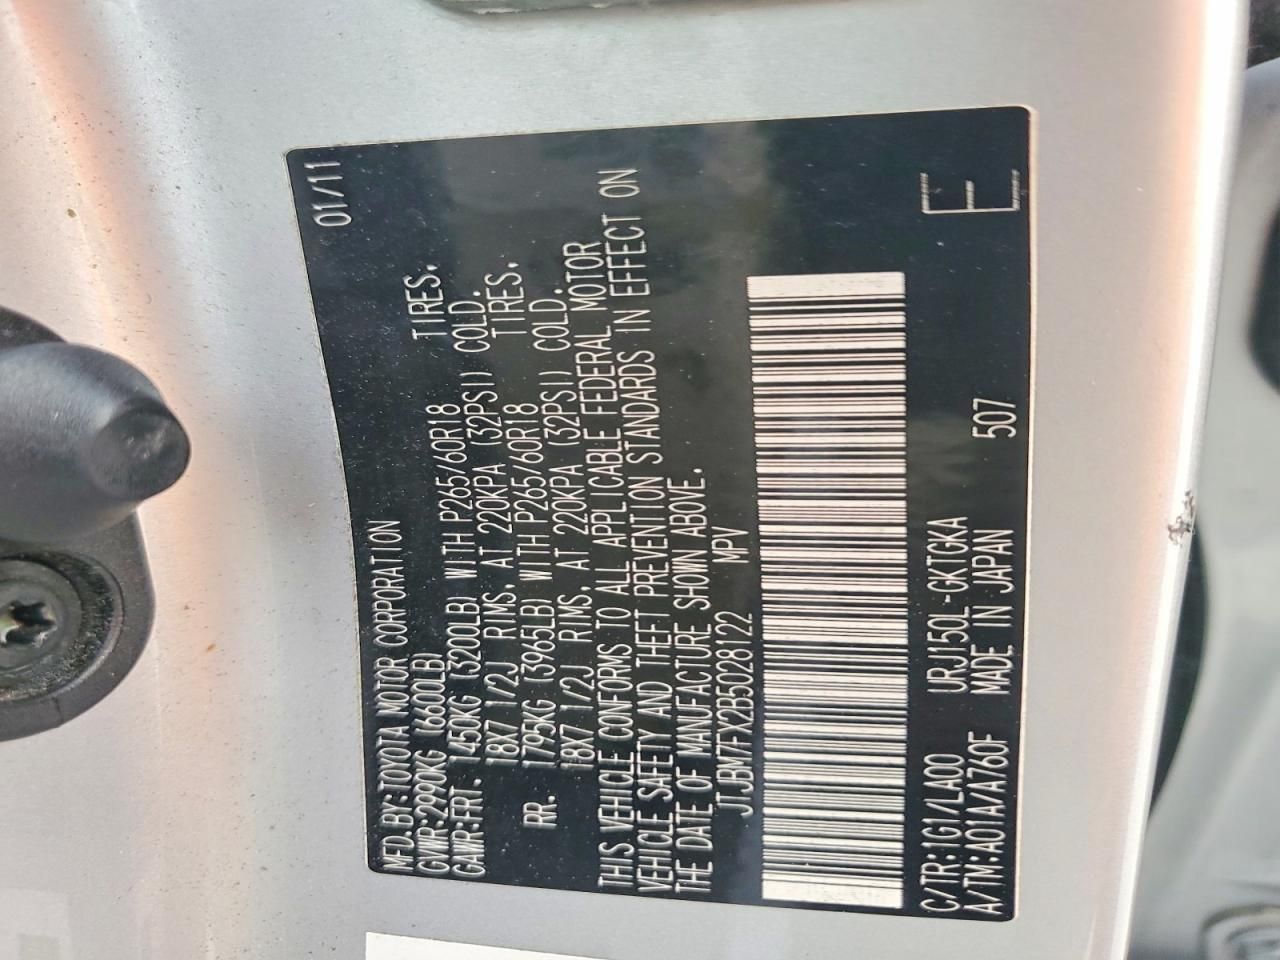 MFD.BY:TOYOTA MOTOR CORPORATION 01/11
GVWR:2990KG (6600LB)
GAWR:FRT. 1450KG (3200LB) WITH P265/60R18 TIRES.
18X7 1/2J RIMS, AT 220KPA (32PSI) COLD.
RR. 1795KG (3965LB) WITH P265/60R18 TIRES.
18X7 1/2J RIMS, AT 220KPA (32PSI) COLD.
THIS VEHICLE CONFORMS TO ALL APPLICABLE FEDERAL MOTOR
VEHICLE SAFETY AND THEFT PREVENTION STANDARDS IN EFFECT ON
THE DATE OF MANUFACTURE SHOWN ABOVE.
JTJBM7FX2B5028122 MPV
C/TR:1G1/LA00 URJ150L-GKTGKA
A/TM:A01A/A760F MADE IN JAPAN 507
E